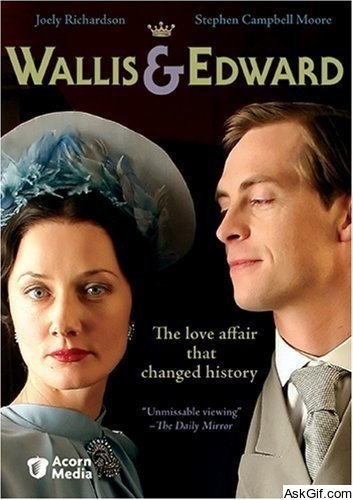 Joely Richardson Stephen Campbell Moore
WALLIS & EDWARD
The love affair
that
changed history
"Unmissable viewing"
–The Daily Mirror
Acorn
Media
AskGif.com